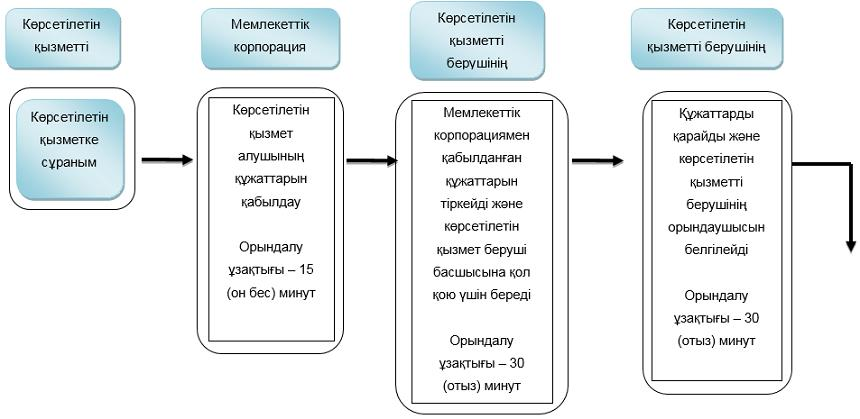 Көрсетілетін
қызметті
Мемлекеттік
корпорация
Көрсетілетін
қызметті
берушінің
Көрсетілетін
қызметті берушінің
Көрсетілетін
қызметке
сұраным
Көрсетілетін
қызмет
алушының
құжаттарын
қабылдау
Орындалу
ұзақтығы – 15
(он бес) минут
Мемлекеттік
корпорациямен
қабылданған
құжаттарын
тіркейді және
көрсетілетін
қызмет беруші
басшысына қол
қою үшін береді
Орындалу
ұзақтығы – 30
(отыз) минут
Құжаттарды
қарайды және
көрсетілетін
қызметті
берушінің
орындаушысын
белгілейді
Орындалу
ұзақтығы – 30
(отыз) минут